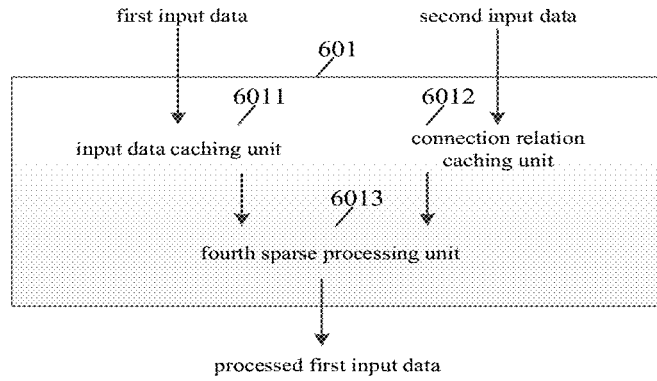 first input data
second input data
601
6011
6012
input data caching unit
connection relation
caching unit
6013
fourth sparse processing unit
processed first input data